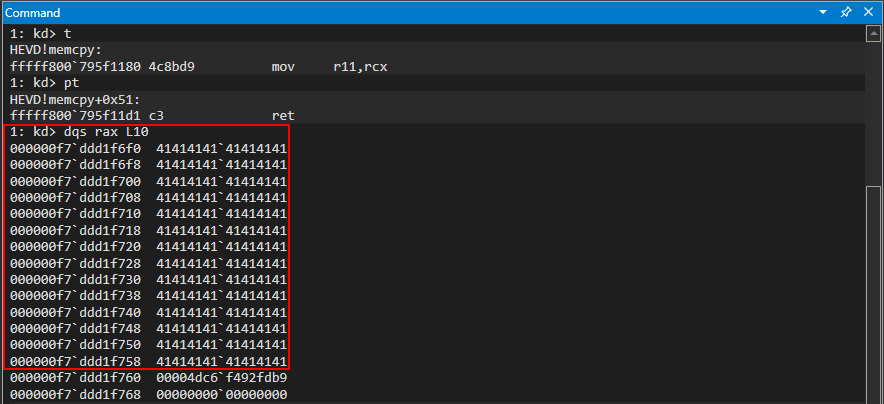 Command
1: kd> t
HEVD!memcpy:
fffff800`795f1180 4c8bd9          mov     r11,rcx
1: kd> pt
HEVD!memcpy+0x51:
fffff800`795f11d1 c3              ret
1: kd> dqs rax L10
000000f7`ddd1f6f0  41414141`41414141
000000f7`ddd1f6f8  41414141`41414141
000000f7`ddd1f700  41414141`41414141
000000f7`ddd1f708  41414141`41414141
000000f7`ddd1f710  41414141`41414141
000000f7`ddd1f718  41414141`41414141
000000f7`ddd1f720  41414141`41414141
000000f7`ddd1f728  41414141`41414141
000000f7`ddd1f730  41414141`41414141
000000f7`ddd1f738  41414141`41414141
000000f7`ddd1f740  41414141`41414141
000000f7`ddd1f748  41414141`41414141
000000f7`ddd1f750  41414141`41414141
000000f7`ddd1f758  41414141`41414141
000000f7`ddd1f760  00004dc6`f492fdb9
000000f7`ddd1f768  00000000`00000000